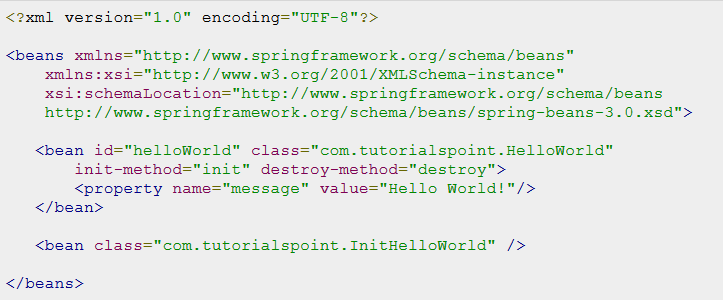 <?xml version="1.0" encoding="UTF-8"?>
<beans xmlns="http://www.springframework.org/schema/beans"
xmlns:xsi="http://www.w3.org/2001/XMLSchema-instance"
xsi:schemaLocation="http://www.springframework.org/schema/beans
http://www.springframework.org/schema/beans/spring-beans-3.0.xsd">
<bean id="helloWorld" class="com.tutorialspoint.HelloWorld"
init-method="init" destroy-method="destroy">
<property name="message" value="Hello World!"/>
</bean>
<bean class="com.tutorialspoint.InitHelloWorld" />
</beans>